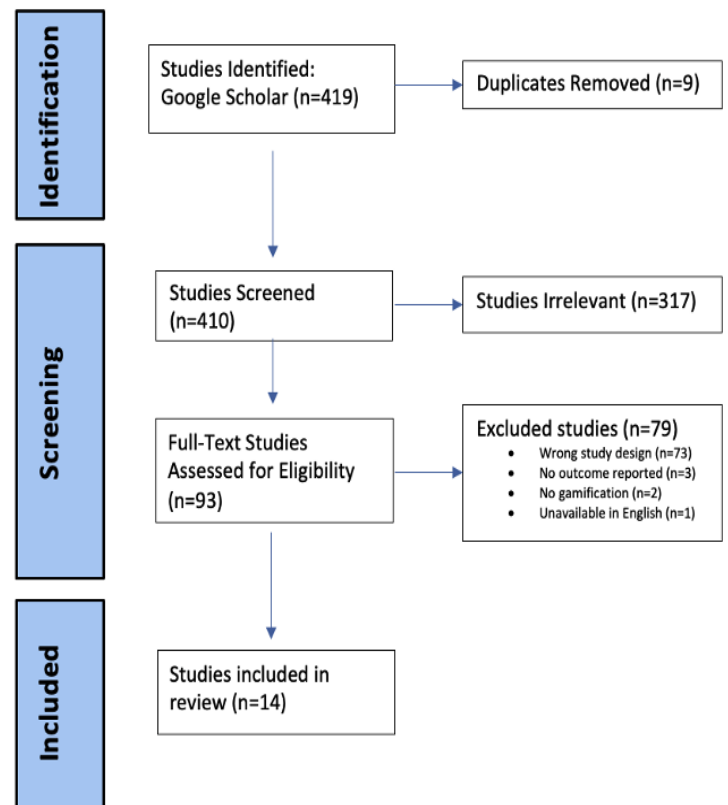 Identification
Studies Identified:
Google Scholar (n=419)
Duplicates Removed (n=9)
Screening
Studies Screened
(n=410)
Studies Irrelevant (n=317)
Full-Text Studies
Assessed for Eligibility
(n=93)
Excluded studies (n=79)
• Wrong study design (n=73)
• No outcome reported (n=3)
• No gamification (n=2)
• Unavailable in English (n=1)
Included
Studies included in
review (n=14)